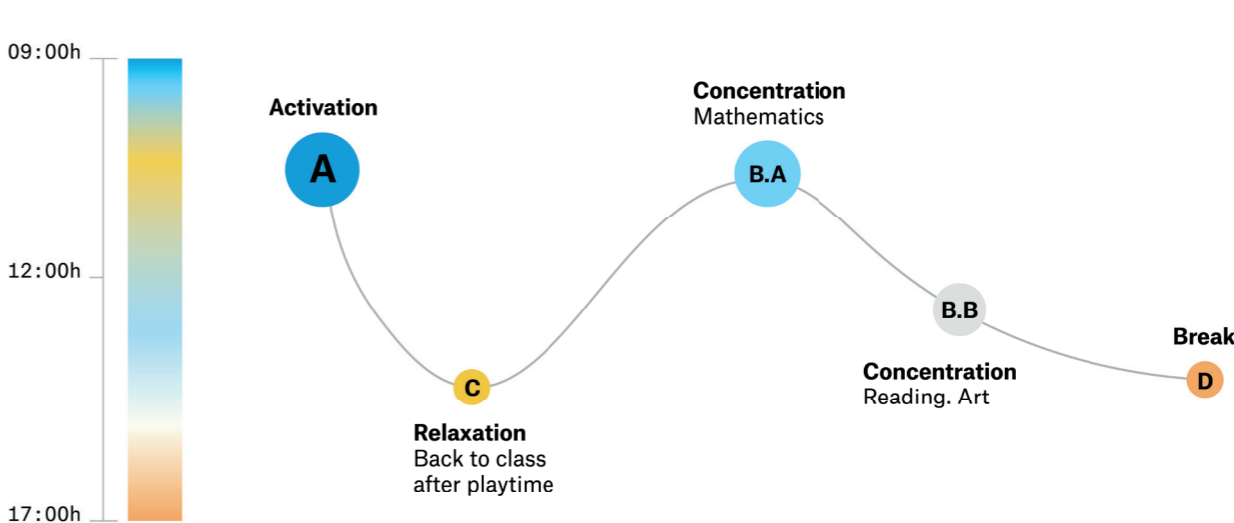 09:00h
12:00h
17:00h
Activation
A
C
Relaxation
Back to class
after playtime
Concentration
Mathematics
B.A
B.B
Concentration
Reading. Art
Break
D